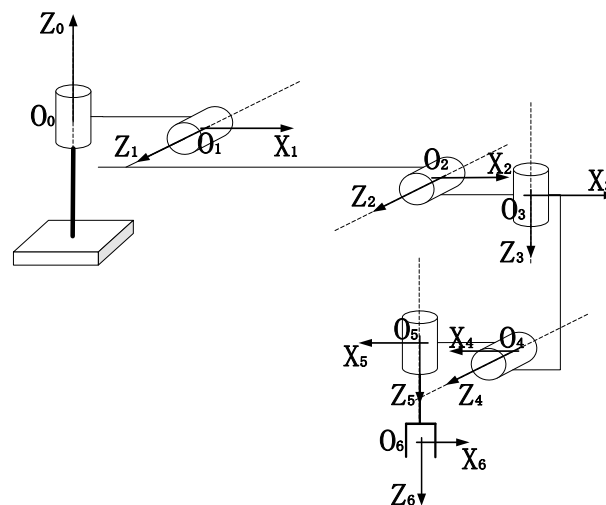 Z₀
O₀
Z₁
O₁
X₁
O₂
X₂
Z₂
O₃
X₃
Z₃
O₅
X₄
O₄
X₅
Z₅
Z₄
O₆
X₆
Z₆